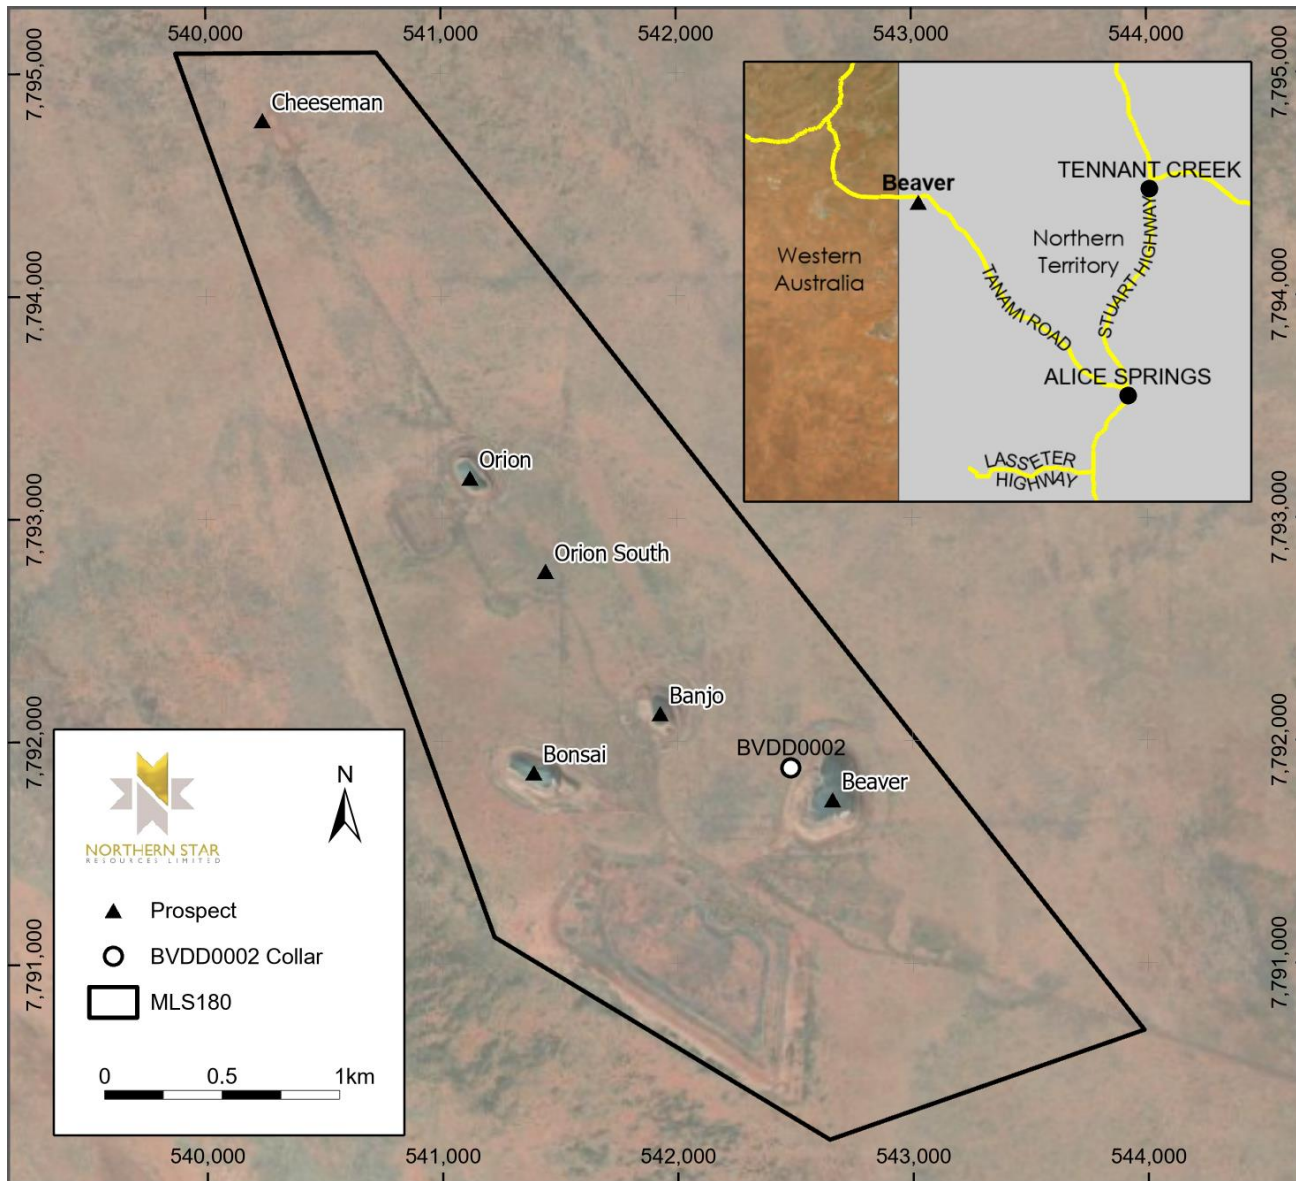 540,000
541,000
542,000
543,000
544,000
7,795,000
7,795,000
Cheeseman
TENNANT CREEK
Beaver
Northern
Territory
Western
Australia
STUART HIGHWAY
TANAMI ROAD
ALICE SPRINGS
LASSETER
HIGHWAY
7,794,000
7,794,000
Orion
7,793,000
7,793,000
Orion South
Banjo
7,792,000
7,792,000
BVDD0002
Bonsai
Beaver
N
NORTHERN STAR
RESOURCES LIMITED
Prospect
BVDD0002 Collar
MLS180
7,791,000
7,791,000
0 0.5 1km
540,000
541,000
542,000
543,000
544,000